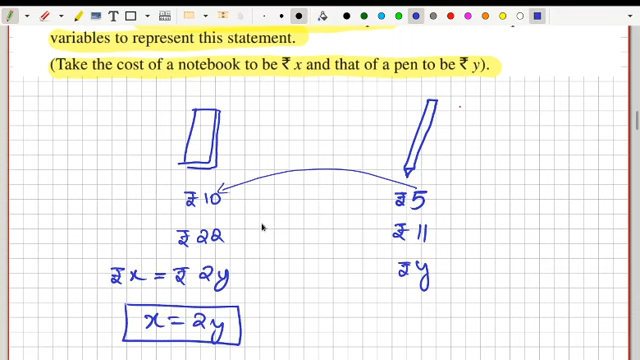 variables to represent this statement.
(Take the cost of a notebook to be ₹ x and that of a pen to be ₹ y).
₹ 10 ₹ 5
₹ 22 ₹ 11
₹ x = ₹ 2y ₹ y
x = 2y